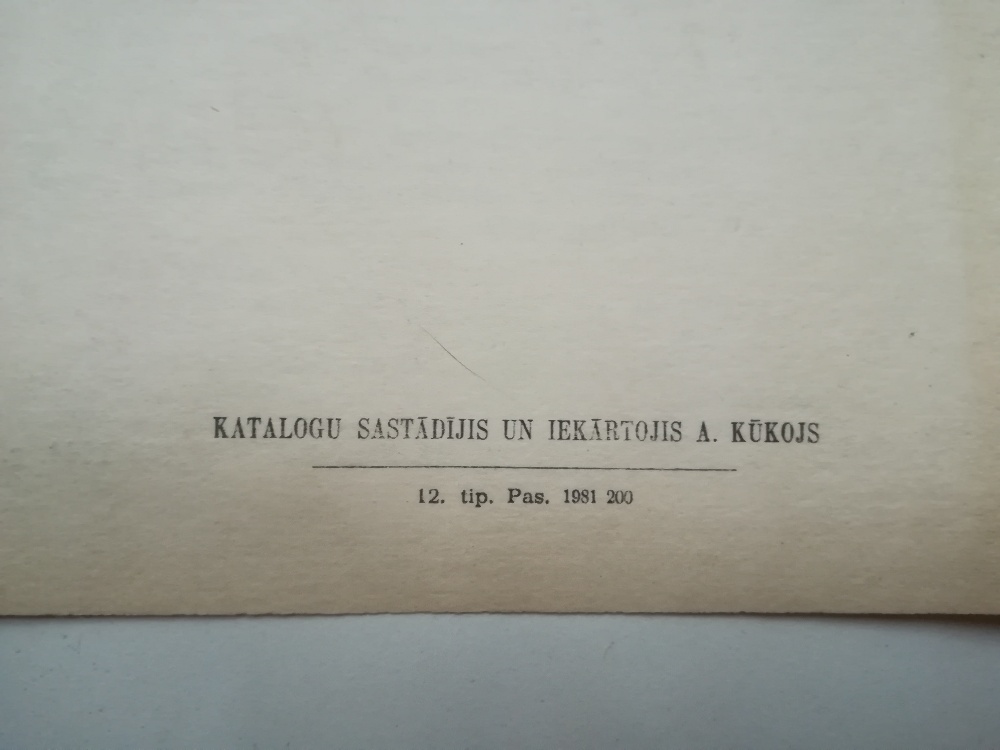 KATALOGU SASTĀDĪJIS UN IEKĀRTOJIS A. KŪKOJS
12. tip. Pas. 1981 200